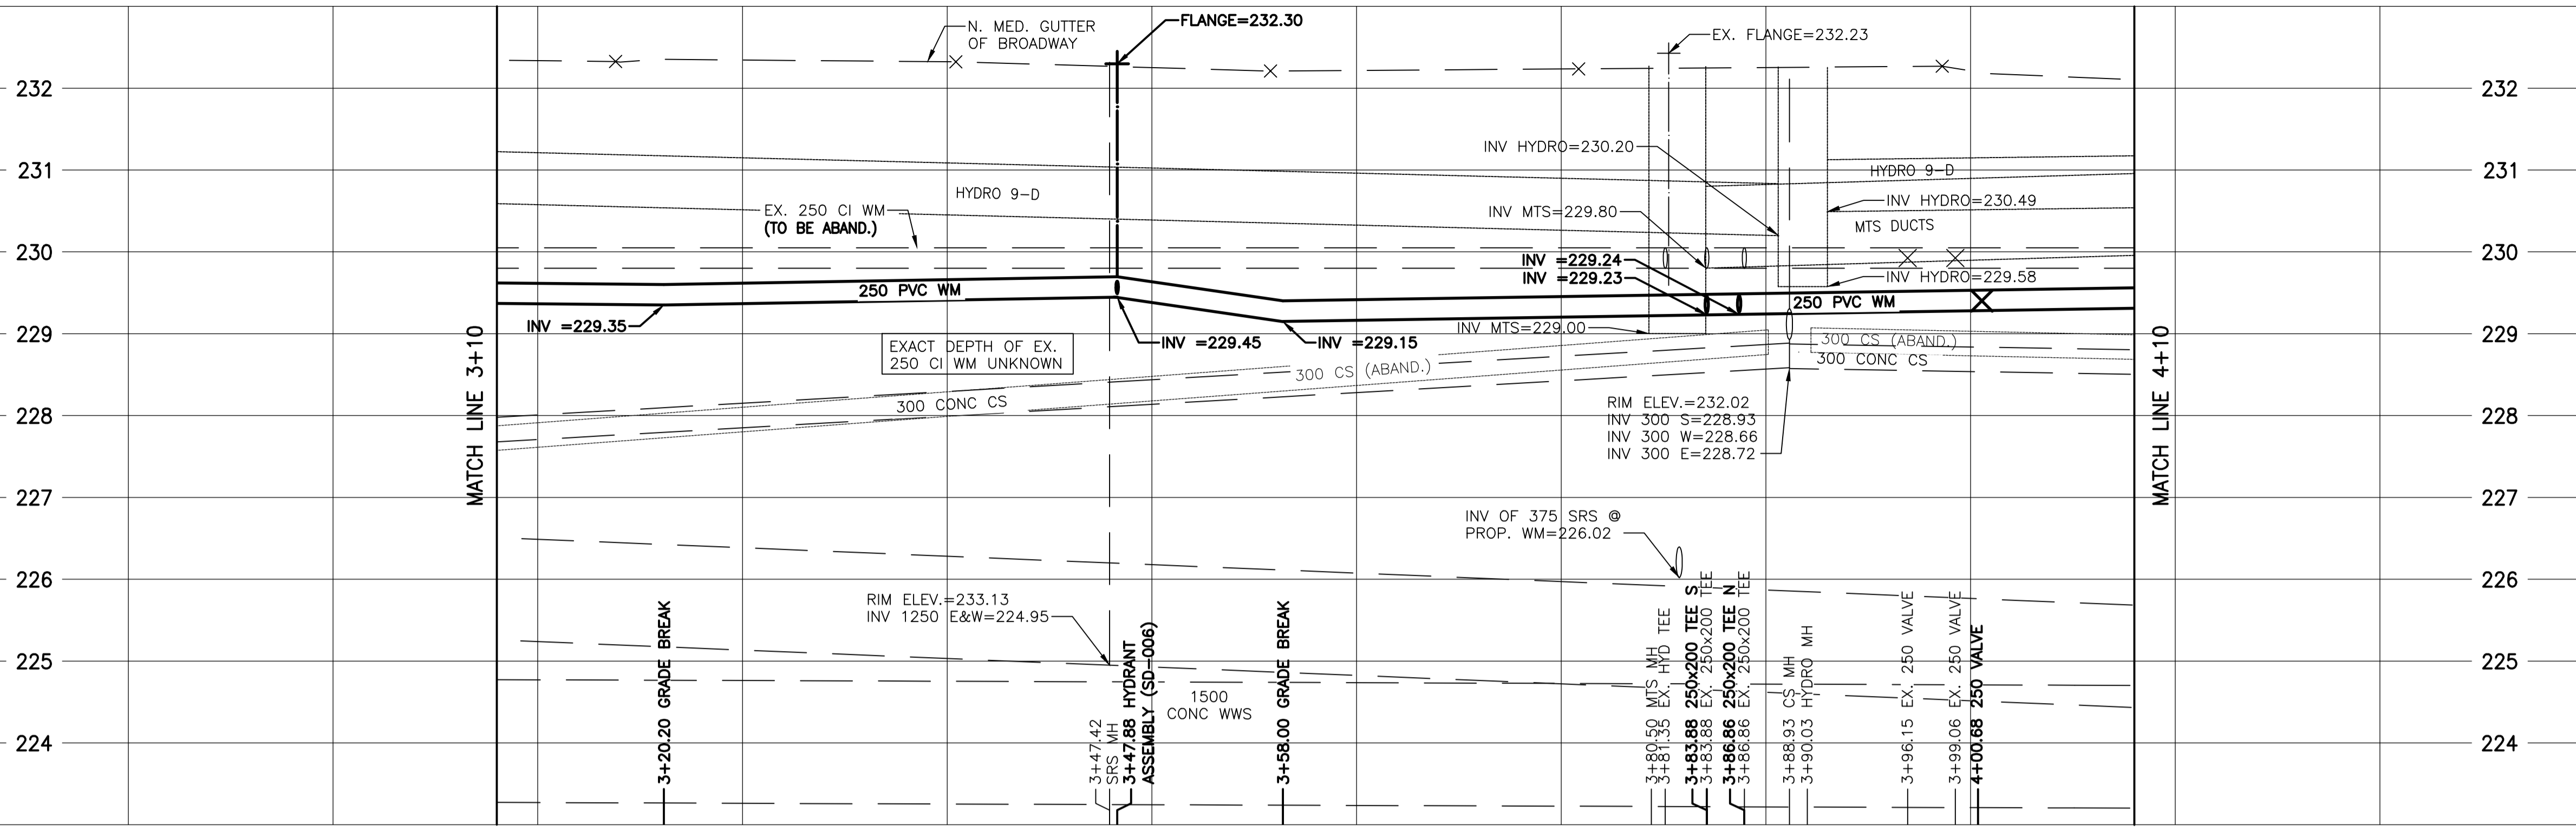 N. MED. GUTTER
OF BROADWAY
FLANGE=232.30
EX. FLANGE=232.23
232
232
INV HYDRO=230.20
231
231
HYDRO 9-D
HYDRO 9-D
EX. 250 CI WM
(TO BE ABAND.)
INV MTS=229.80
INV HYDRO=230.49
MTS DUCTS
230
230
INV =229.24
INV =229.23
INV HYDRO=229.58
250 PVC WM
250 PVC WM
INV =229.35
INV MTS=229.00
229
229
MATCH LINE 3+10
MATCH LINE 4+10
EXACT DEPTH OF EX.
250 CI WM UNKNOWN
INV =229.45
INV =229.15
300 CS (ABAND.)
300 CONC CS
300 CS (ABAND.)
300 CONC CS
228
228
RIM ELEV.=232.02
INV 300 S=228.93
INV 300 W=228.66
INV 300 E=228.72
227
227
INV OF 375 SRS @
PROP. WM=226.02
226
226
RIM ELEV.=233.13
INV 1250 E&W=224.95
225
225
1500
CONC WWS
224
224
3+20.20 GRADE BREAK
3+47.42
SRS MH
3+47.88 HYDRANT
ASSEMBLY (SD-006)
3+58.00 GRADE BREAK
3+80.50 MTS MH
3+81.35 EX. HYD TEE
3+83.88 250x200 TEE S
3+83.88 EX. 250x200 TEE
3+86.86 250x200 TEE N
3+86.86 EX. 250x200 TEE
3+88.93 CS MH
3+90.03 HYDRO MH
3+96.15 EX. 250 VALVE
3+99.06 EX. 250 VALVE
4+00.68 250 VALVE